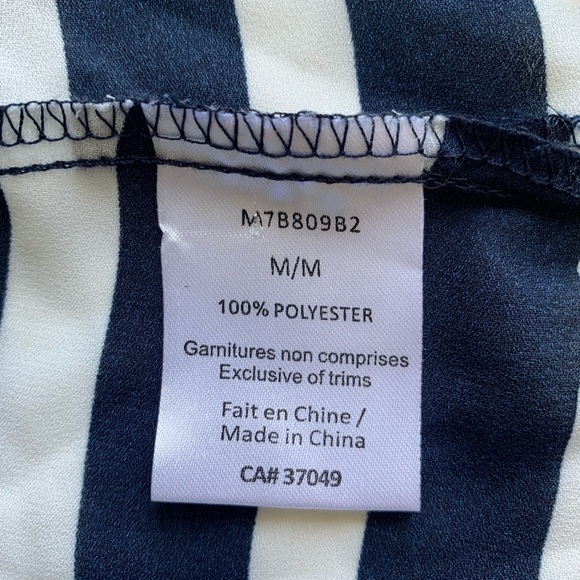 M7B809B2
M/M
100% POLYESTER
Garnitures non comprises
Exclusive of trims
Fait en Chine /
Made in China
CA# 37049